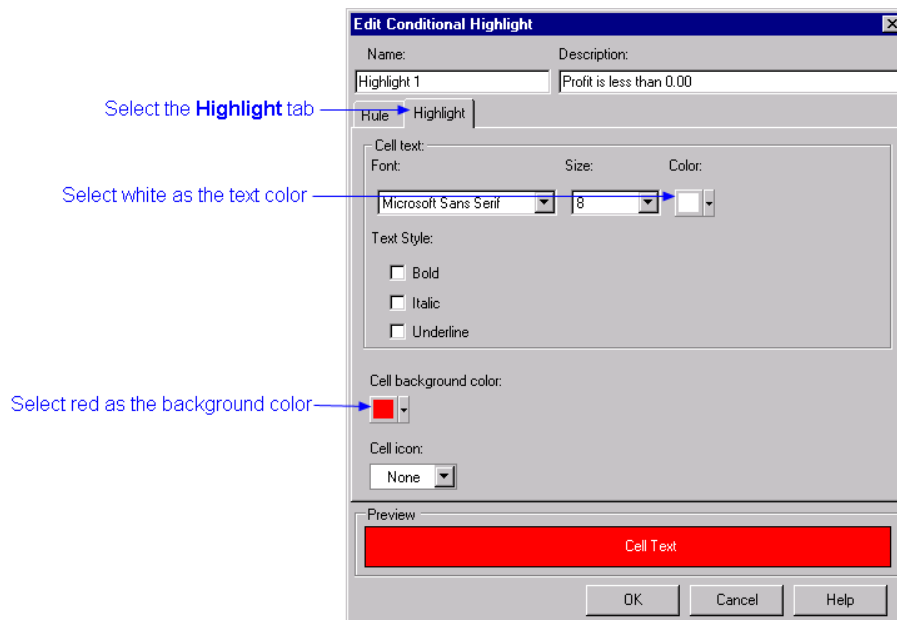 Edit Conditional Highlight
Name: Description:
Highlight 1 Profit is less than 0.00
Select the Highlight tab
Rule Highlight
Cell text:
Font: Size: Color:
Select white as the text color
Microsoft Sans Serif 8
Text Style:
Bold
Italic
Underline
Cell background color:
Select red as the background color
Cell icon:
None
Preview
Cell Text
OK Cancel Help